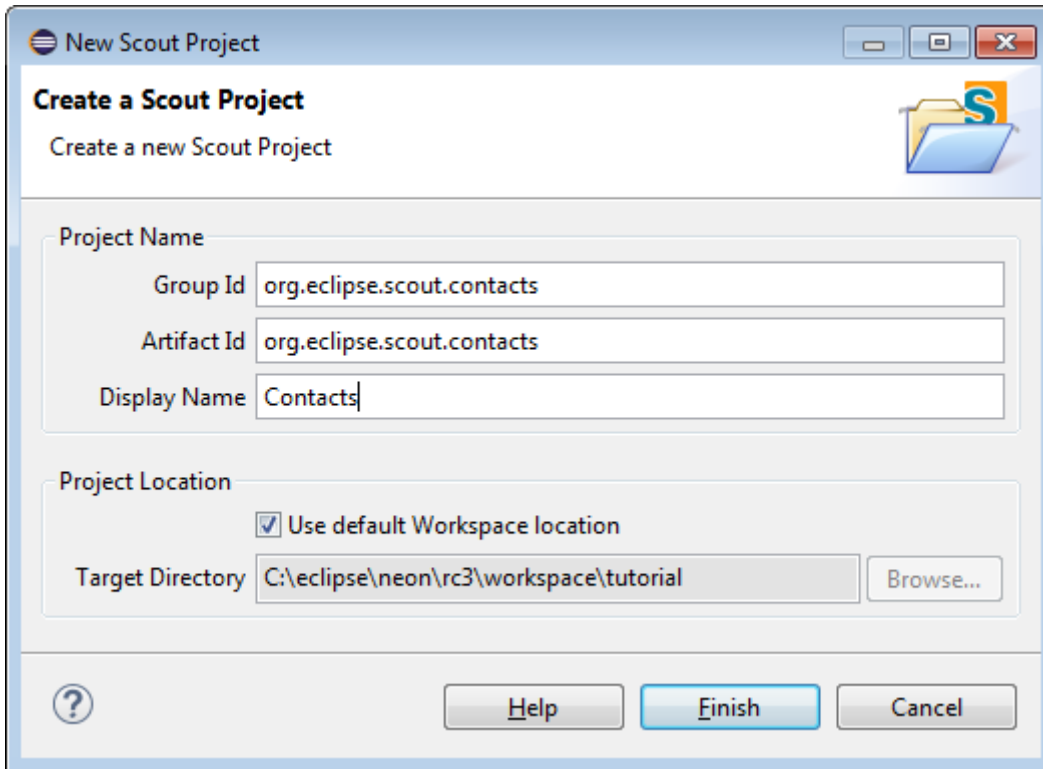 New Scout Project
Create a Scout Project
Create a new Scout Project
S
Project Name
Group Id org.eclipse.scout.contacts
Artifact Id org.eclipse.scout.contacts
Display Name Contacts
Project Location
Use default Workspace location
Target Directory C:\eclipse\neon\rc3\workspace\tutorial Browse...
? Help Finish Cancel